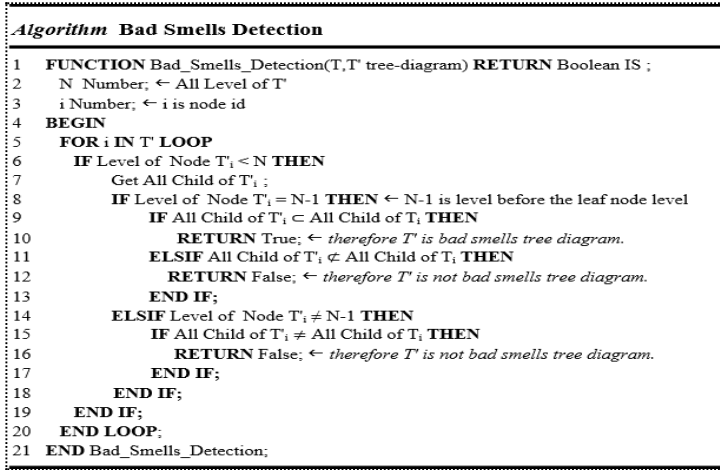 Algorithm Bad Smells Detection
1 FUNCTION Bad_Smells_Detection(T,T' tree-diagram) RETURN Boolean IS ;
2 N Number; ← All Level of T'
3 i Number; ← i is node id
4 BEGIN
5 FOR i IN T' LOOP
6 IF Level of Node T'i < N THEN
7 Get All Child of T'i ;
8 IF Level of Node T'i = N-1 THEN ← N-1 is level before the leaf node level
9 IF All Child of T'i ⊂ All Child of Ti THEN
10 RETURN True; ← therefore T' is bad smells tree diagram.
11 ELSIF All Child of T'i ⊄ All Child of Ti THEN
12 RETURN False; ← therefore T' is not bad smells tree diagram.
13 END IF;
14 ELSIF Level of Node T'i ≠ N-1 THEN
15 IF All Child of T'i ≠ All Child of Ti THEN
16 RETURN False; ← therefore T' is not bad smells tree diagram.
17 END IF;
18 END IF;
19 END IF;
20 END LOOP;
21 END Bad_Smells_Detection;